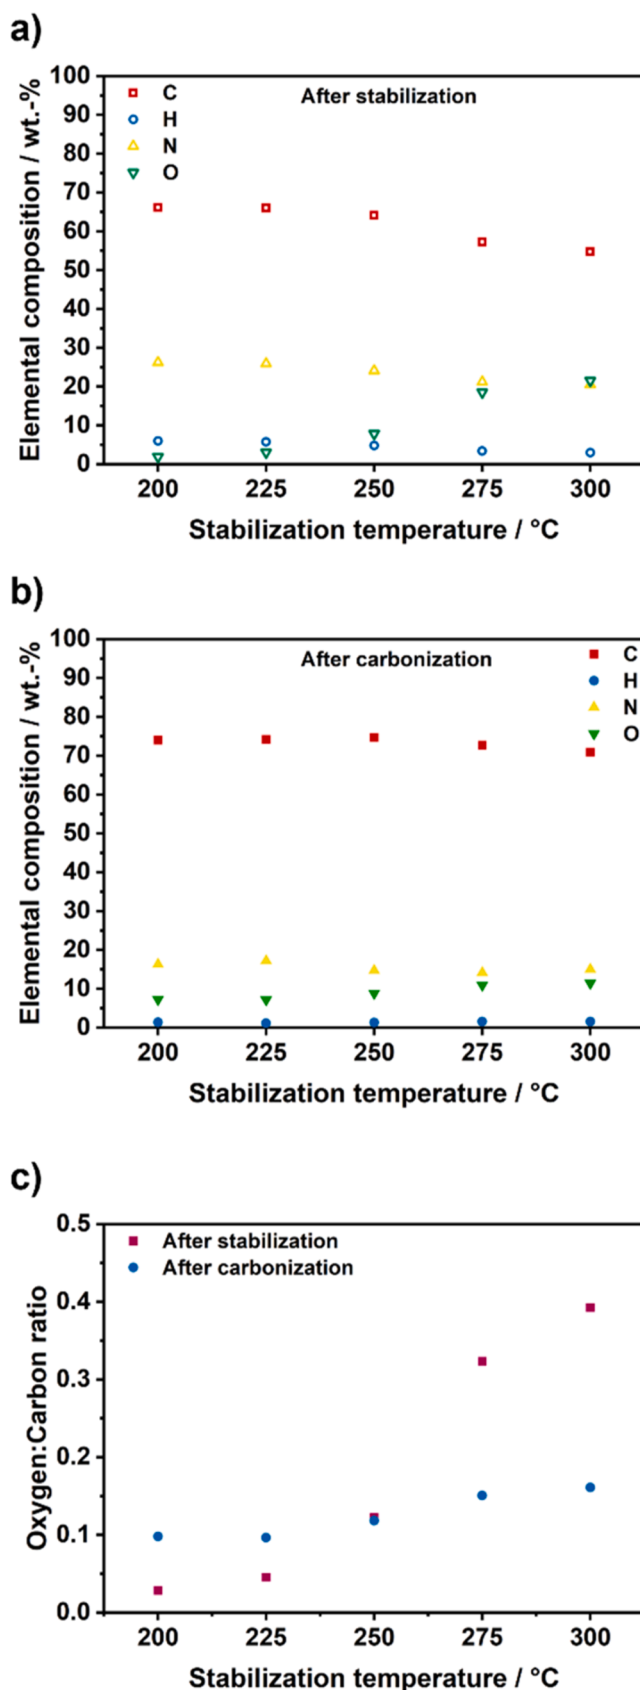 a)
Elemental composition / wt.-%
100
90
80
70
60
50
40
30
20
10
0
C
H
N
O
After stabilization
200 225 250 275 300
Stabilization temperature / °C
b)
Elemental composition / wt.-%
100
90
80
70
60
50
40
30
20
10
0
After carbonization
C
H
N
O
200 225 250 275 300
Stabilization temperature / °C
c)
Oxygen:Carbon ratio
0.5
0.4
0.3
0.2
0.1
0.0
After stabilization
After carbonization
200 225 250 275 300
Stabilization temperature / °C